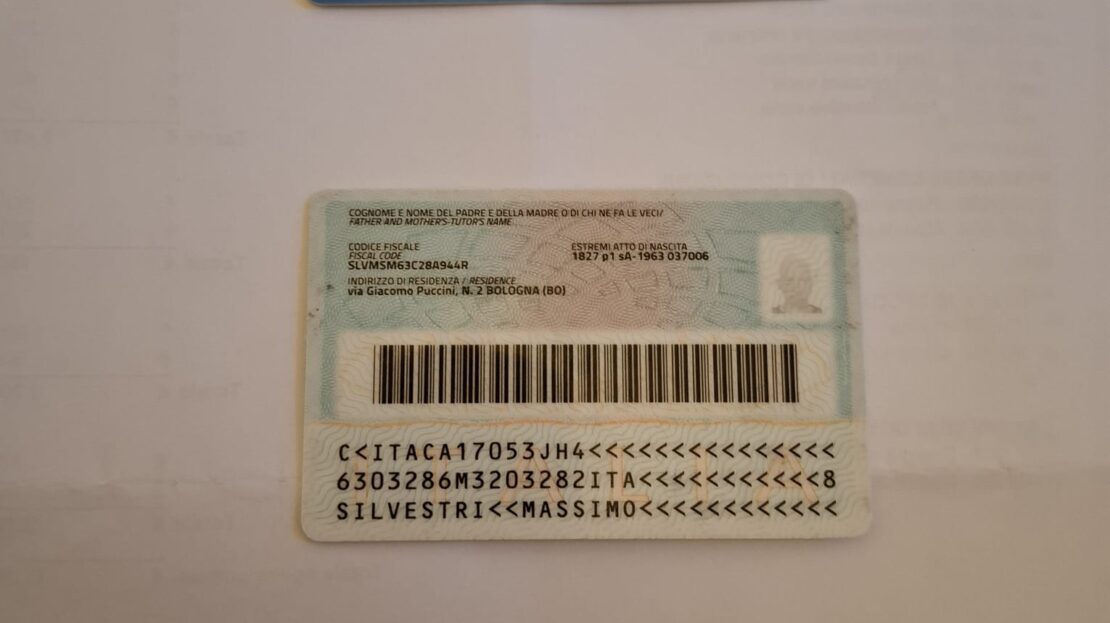 COGNOME E NOME DEL PADRE E DELLA MADRE O DI CHI NE FA LE VECI/
FATHER AND MOTHER'S-TUTOR'S NAME
CODICE FISCALE
FISCAL CODE
SLVMSM63C28A944R
ESTREMI ATTO DI NASCITA
1827 p1 sA-1963 037006
INDIRIZZO DI RESIDENZA / RESIDENCE
via Giacomo Puccini, N. 2 BOLOGNA (BO)
C<ITACA17053JH4<<<<<<<<<<<<<<<
6303286M3203282ITA<<<<<<<<<<<8
SILVESTRI<<MASSIMO<<<<<<<<<<<<